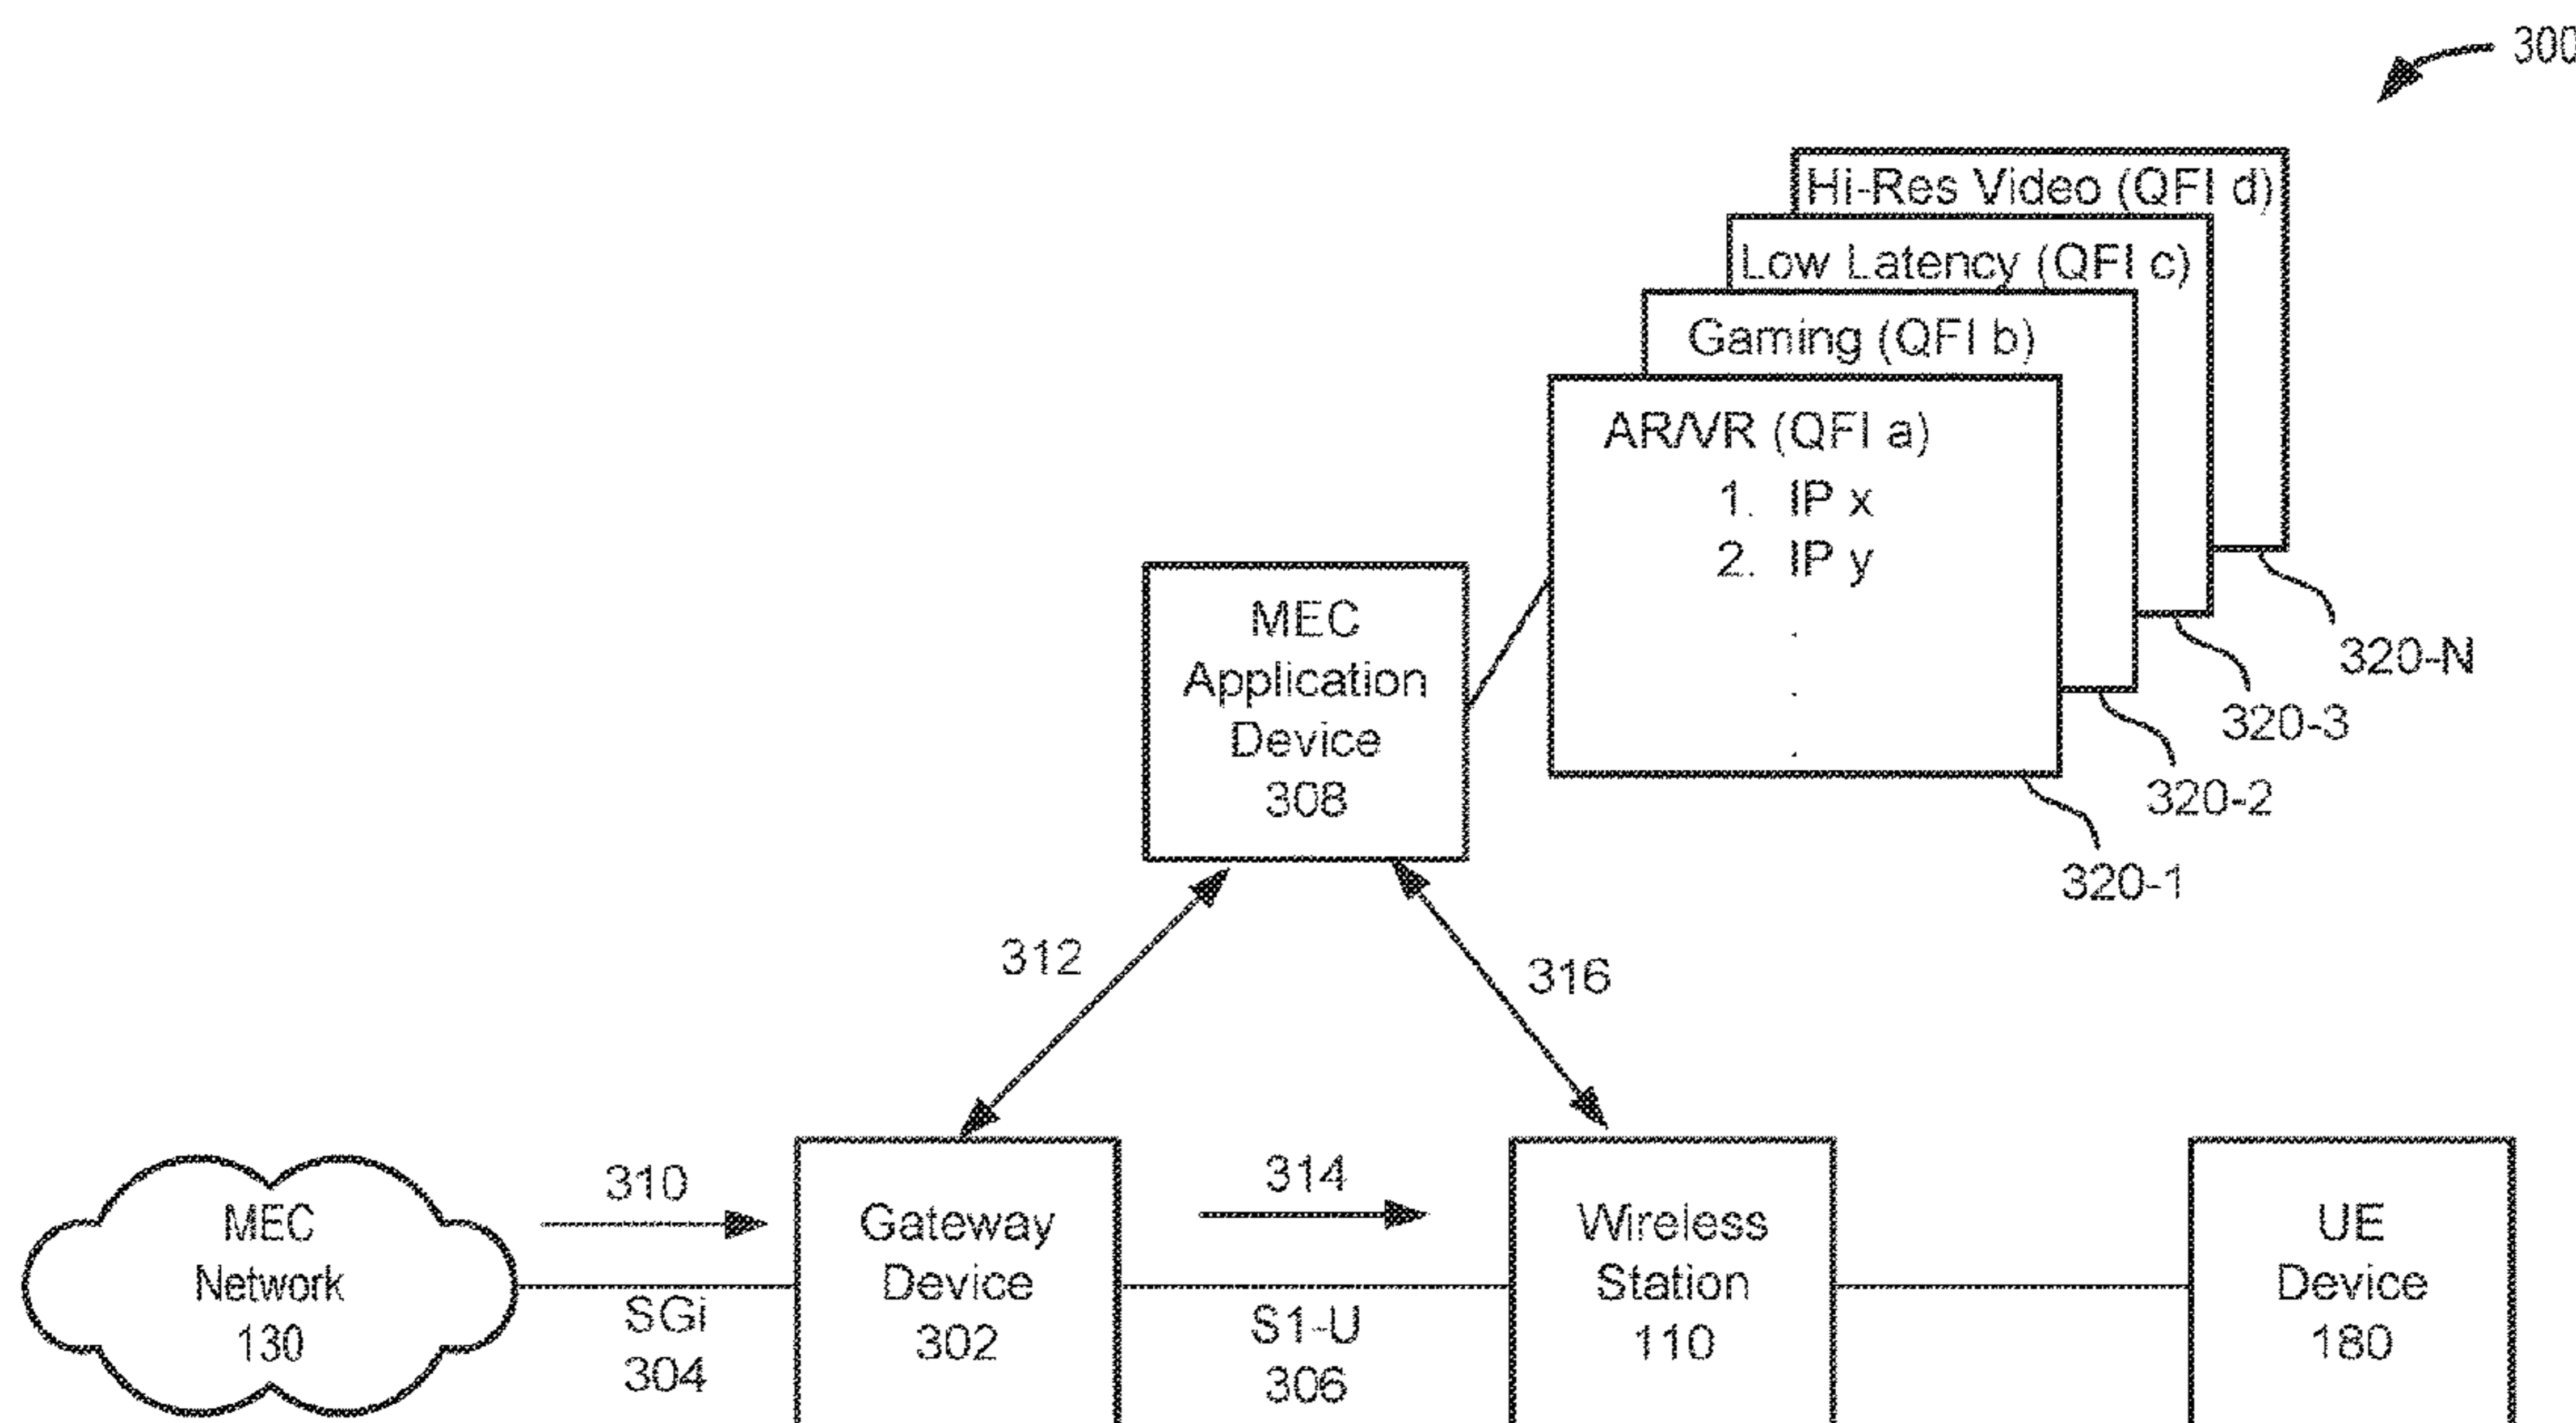 300
Hi-Res Video (QFI d)
Low Latency (QFI c)
Gaming (QFI b)
AR/VR (QFI a)
1. IP x
2. IP y
.
.
.
MEC
Application
Device
308
320-N
320-3
320-2
320-1
312
316
MEC
Network
130
310
SGi
304
Gateway
Device
302
314
S1-U
306
Wireless
Station
110
UE
Device
180